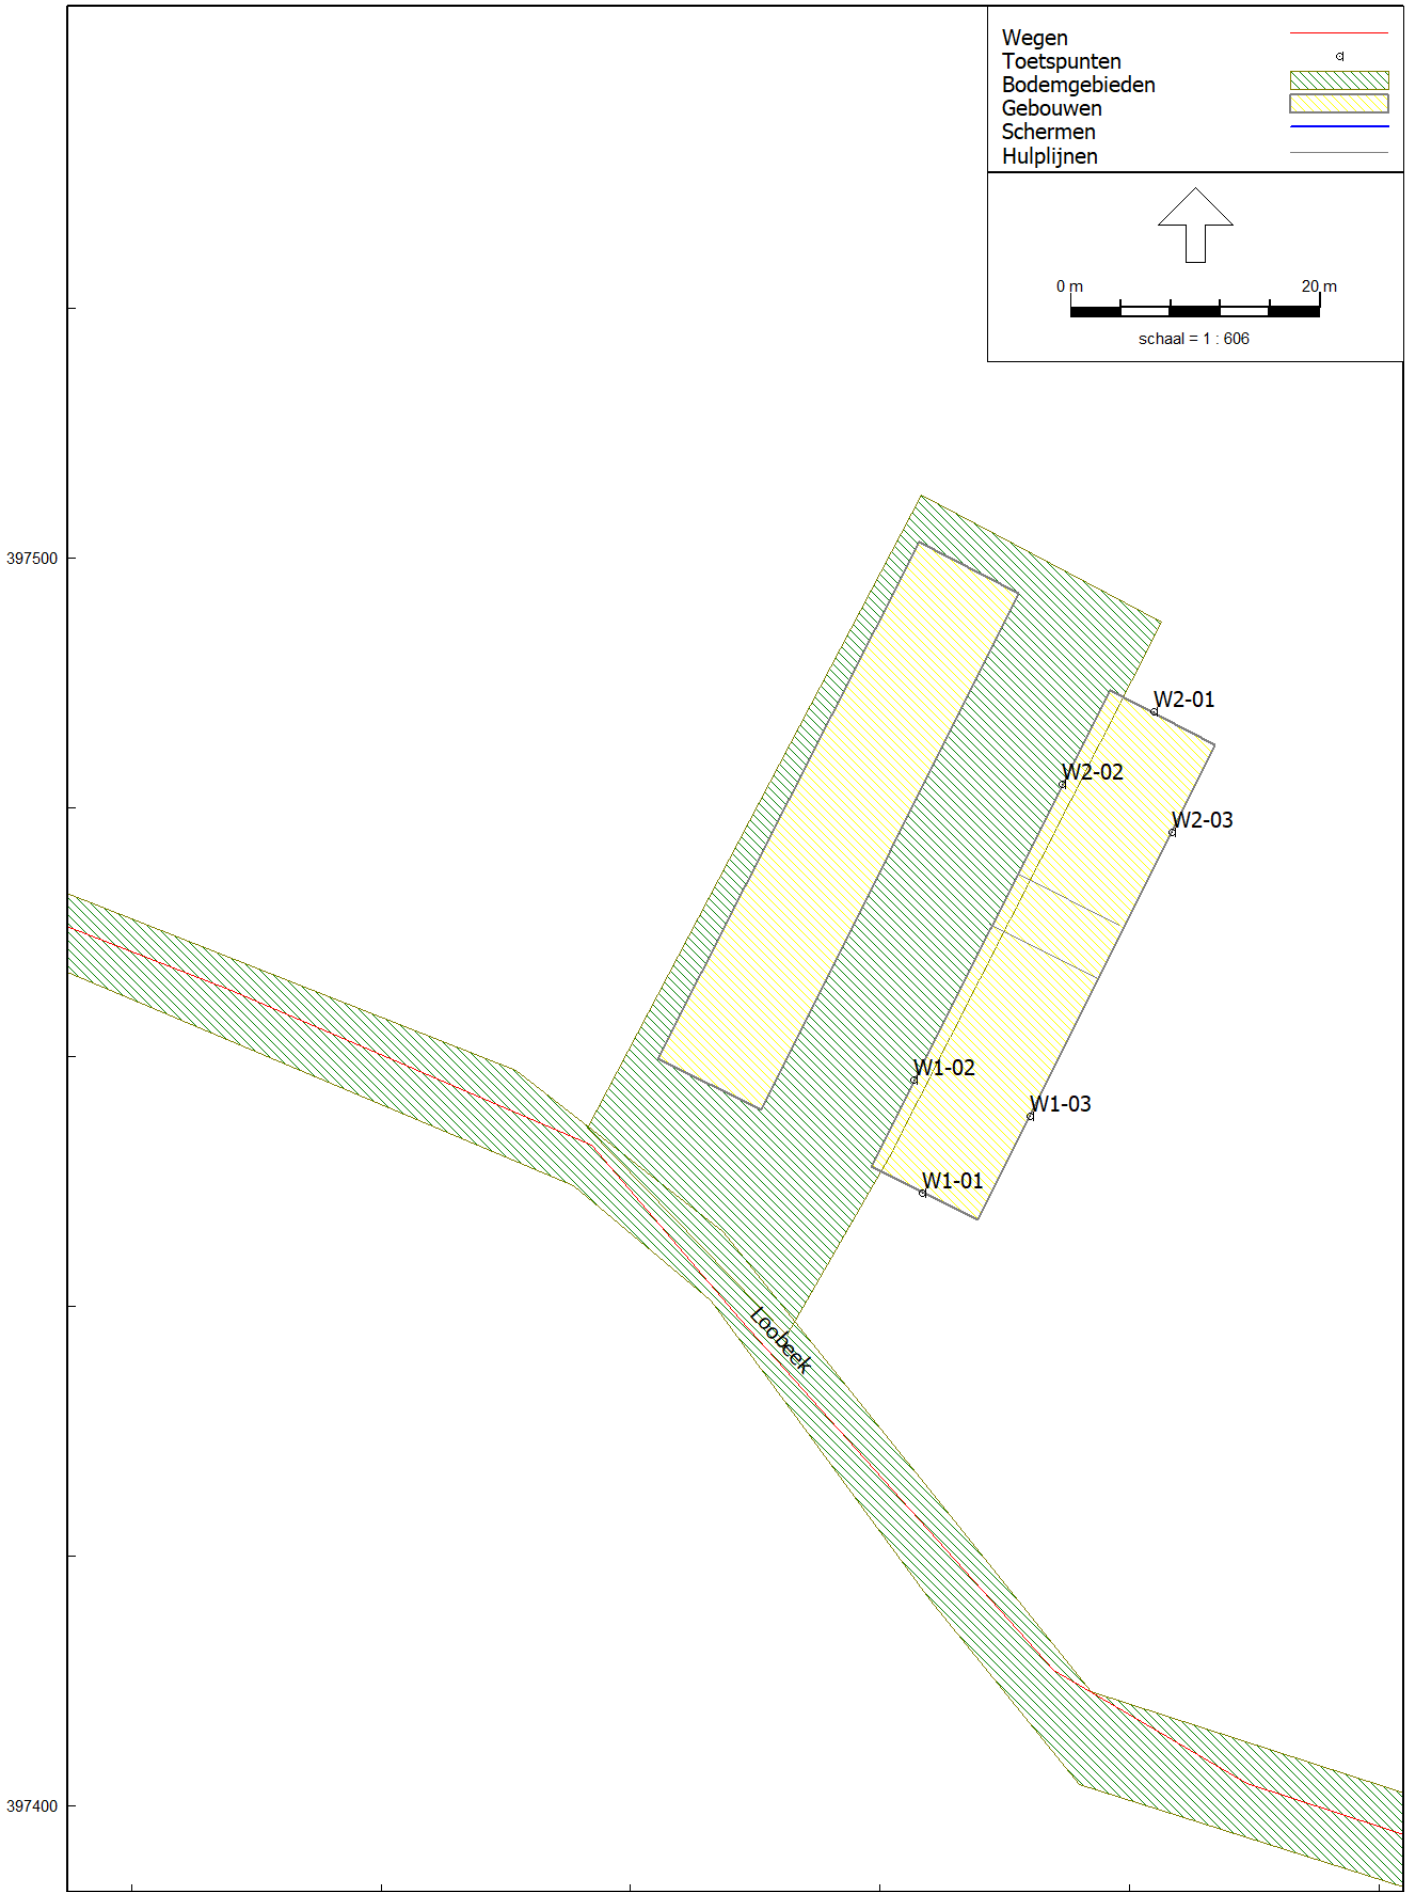 Wegen
Toetspunten
Bodemgebieden
Gebouwen
Schermen
Hulplijnen
0 m 20 m
schaal = 1 : 606
397500
W2-01
W2-02
W2-03
W1-02
W1-03
W1-01
Loobeek
397400